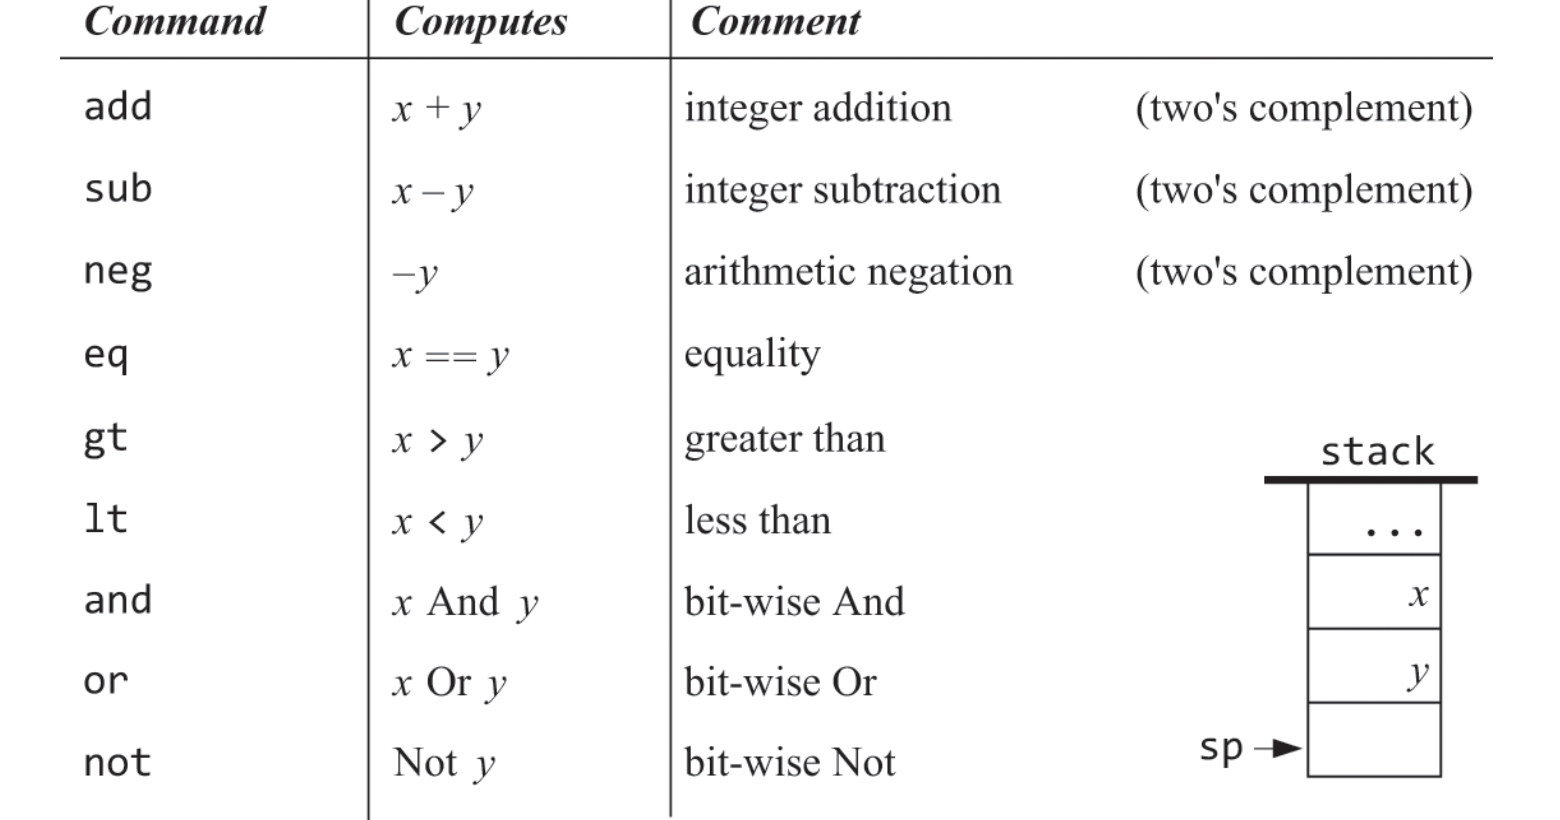 Command Computes Comment
add x + y integer addition (two's complement)
sub x – y integer subtraction (two's complement)
neg –y arithmetic negation (two's complement)
eq x == y equality
gt x > y greater than
lt x < y less than
and x And y bit-wise And
or x Or y bit-wise Or
not Not y bit-wise Not
stack
...
x
y
sp